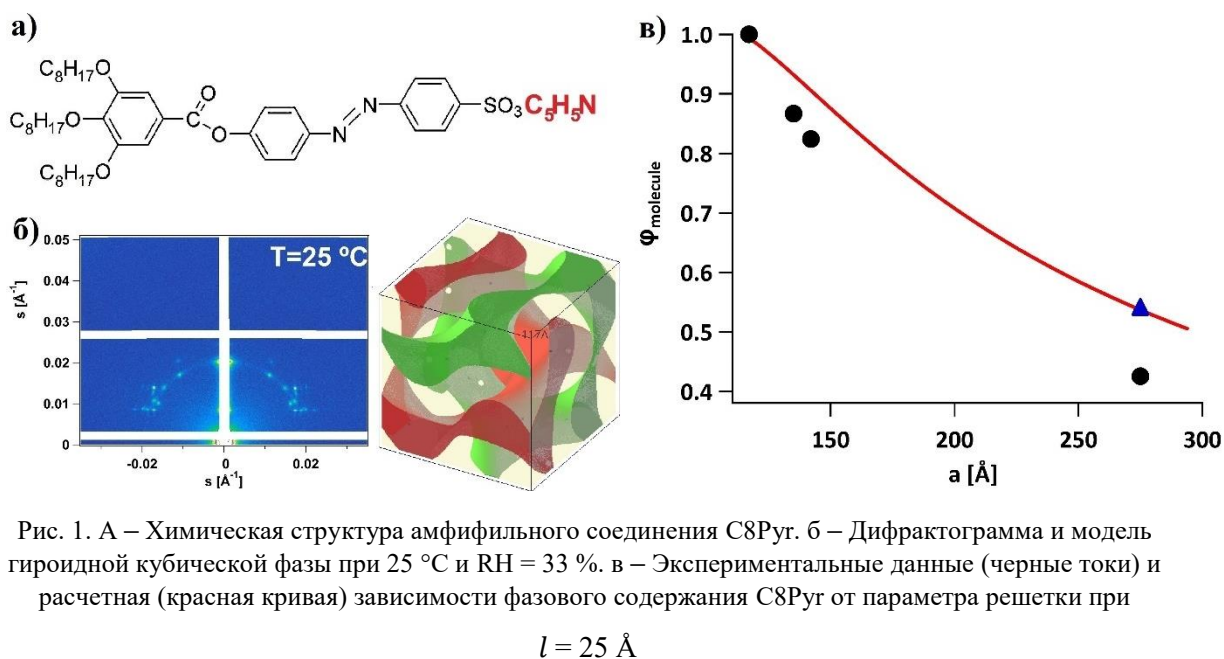 а)
C₈H₁₇O
C₈H₁₇O
C₈H₁₇O
O
C
O
N
N
SO₃C₅H₅N
б)
T=25 ºC
s [Å⁻¹]
0.05
0.04
0.03
0.02
0.01
0
-0.02
0
0.02
s [Å⁻¹]
117A
в)
φmolecule
1.0
0.9
0.8
0.7
0.6
0.5
0.4
150
200
250
300
a [Å]
Рис. 1. А – Химическая структура амфифильного соединения C8Pyr. б – Дифрактограмма и модель
гироидной кубической фазы при 25 °C и RH = 33 %. в – Экспериментальные данные (черные токи) и
расчетная (красная кривая) зависимости фазового содержания C8Pyr от параметра решетки при
l = 25 Å